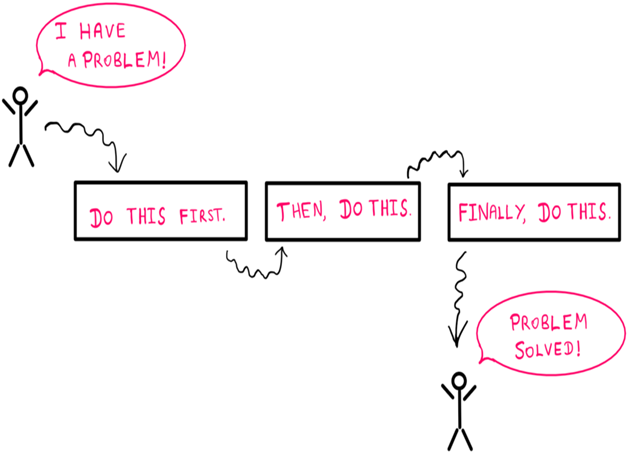 I HAVE
A PROBLEM!
DO THIS FIRST.
THEN, DO THIS.
FINALLY, DO THIS.
PROBLEM
SOLVED!